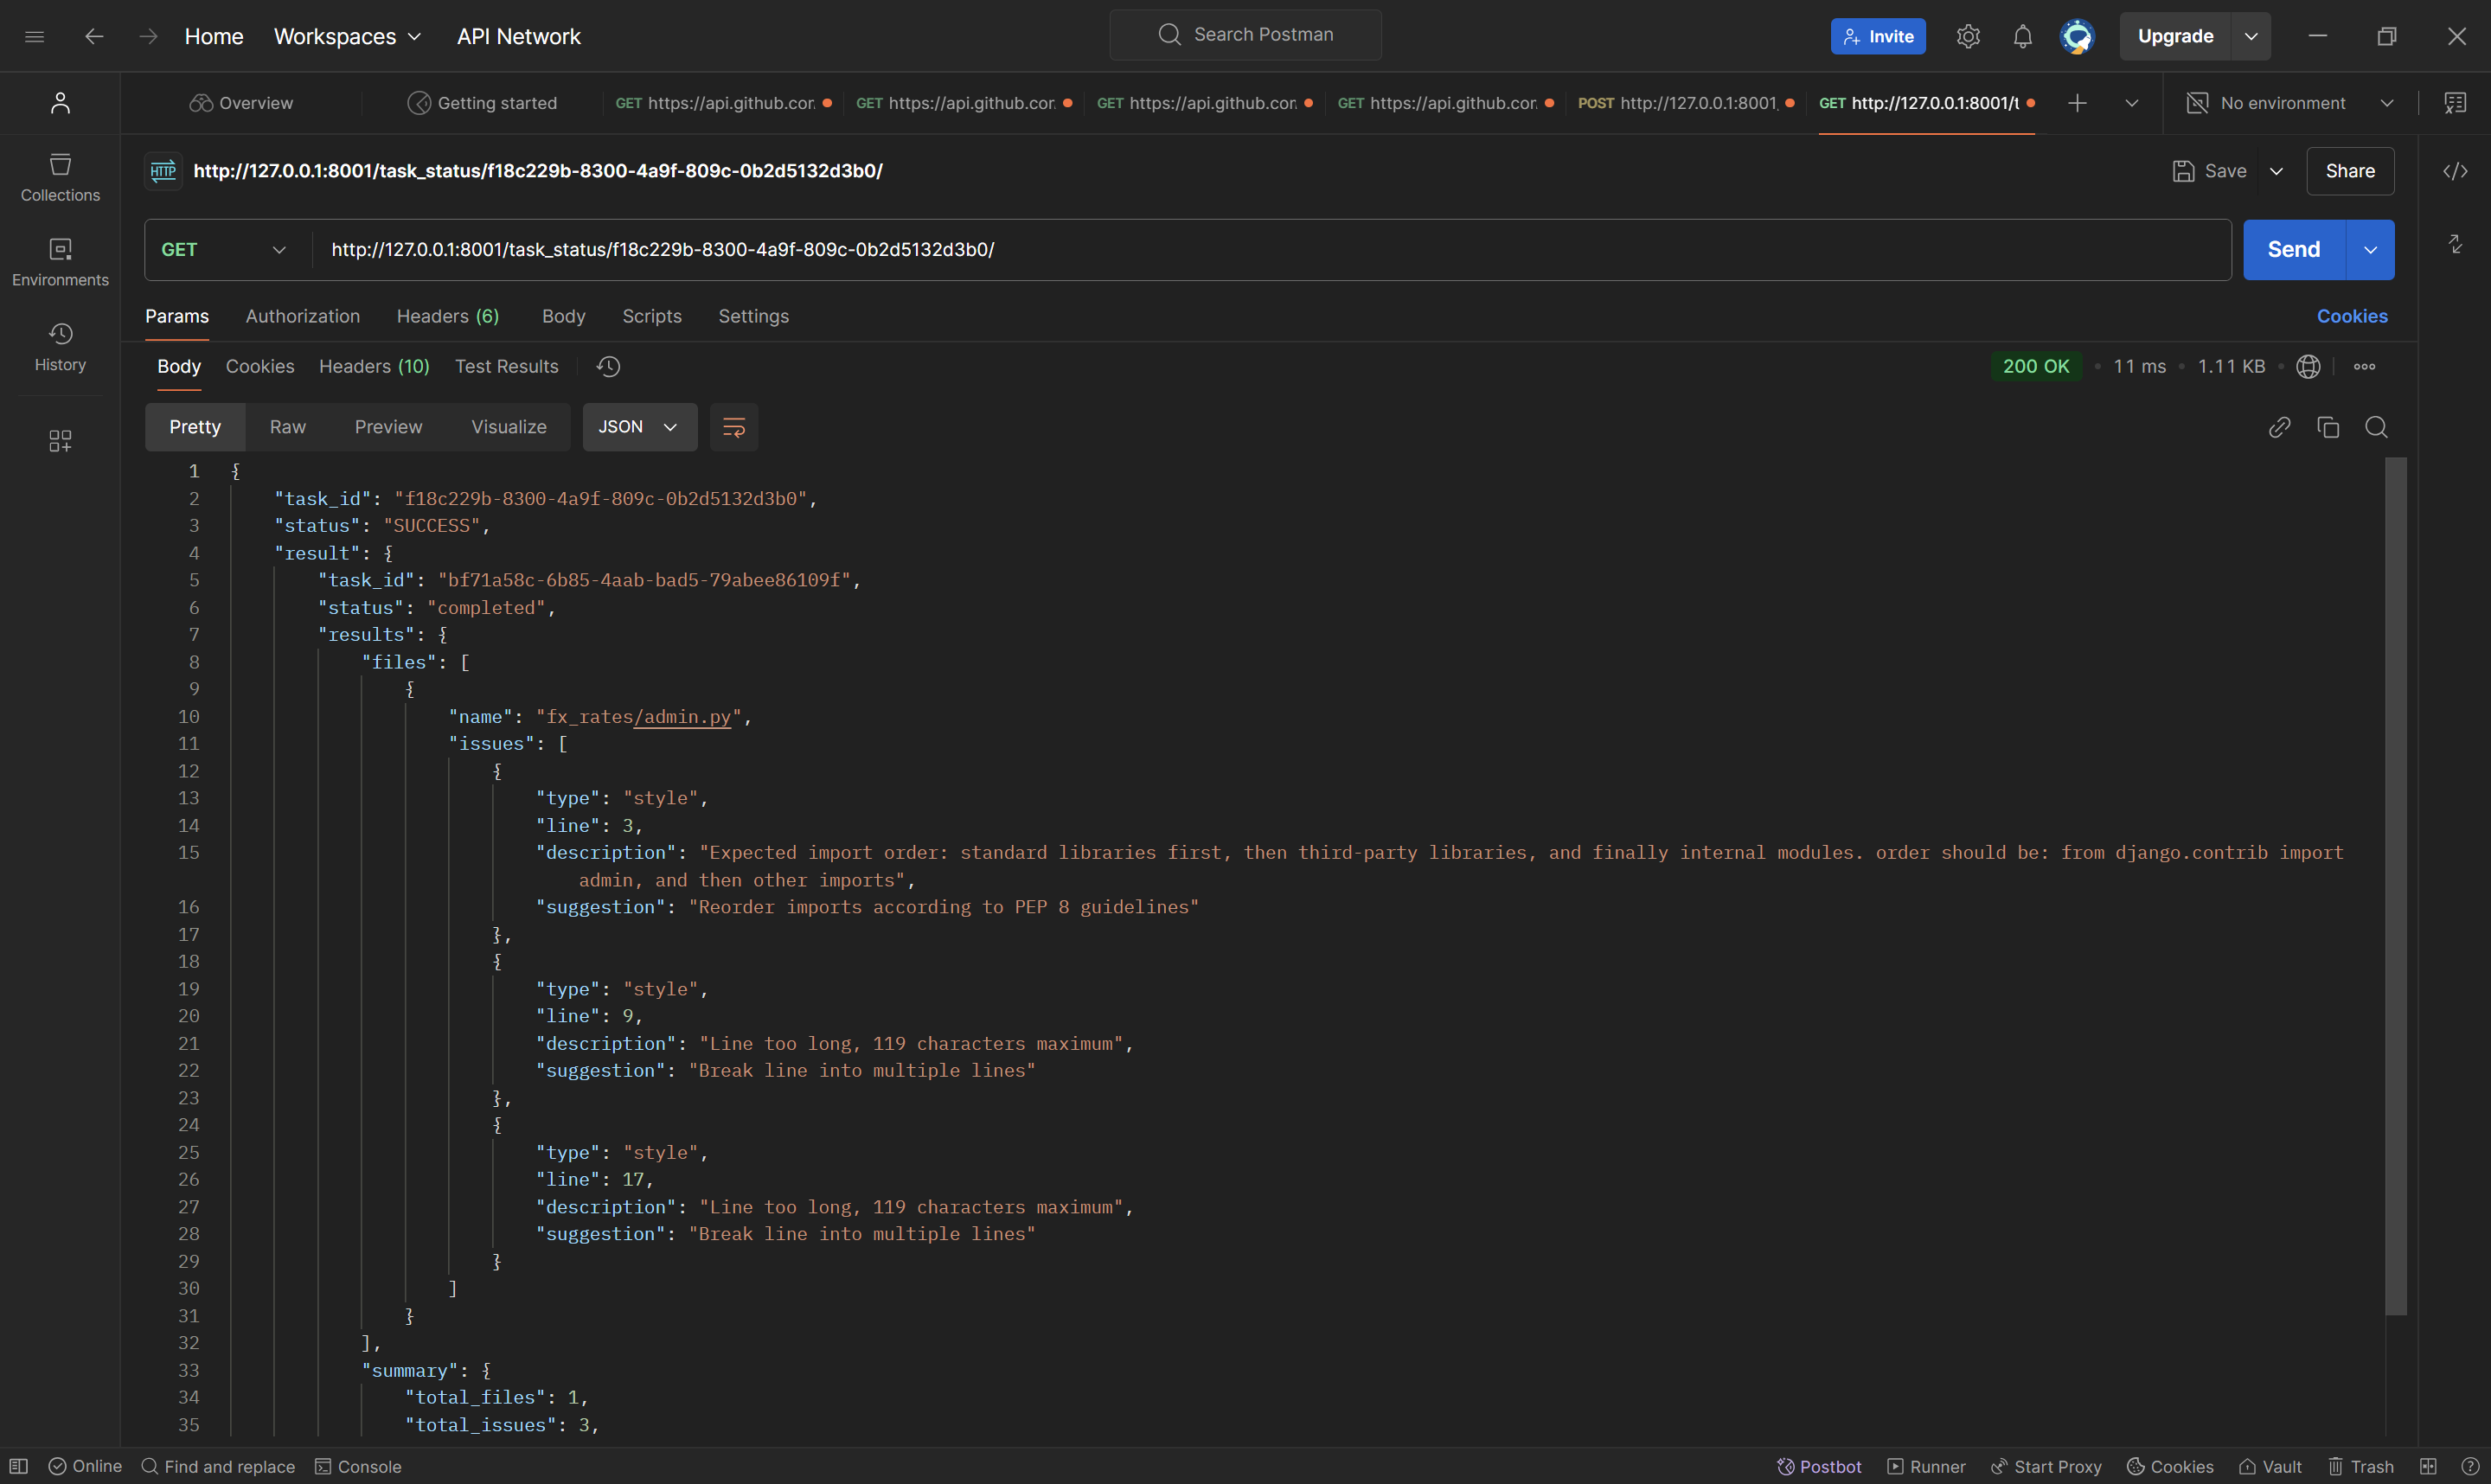 Home Workspaces API Network Search Postman Invite Upgrade
Overview Getting started GET https://api.github.cor GET https://api.github.cor GET https://api.github.cor GET https://api.github.cor POST http://127.0.0.1:8001, GET http://127.0.0.1:8001/t No environment
Collections
Environments
History
HTTP http://127.0.0.1:8001/task_status/f18c229b-8300-4a9f-809c-0b2d5132d3b0/ Save Share
GET http://127.0.0.1:8001/task_status/f18c229b-8300-4a9f-809c-0b2d5132d3b0/ Send
Params Authorization Headers (6) Body Scripts Settings Cookies
Body Cookies Headers (10) Test Results 200 OK 11 ms 1.11 KB
Pretty Raw Preview Visualize JSON
1 {
2 "task_id": "f18c229b-8300-4a9f-809c-0b2d5132d3b0",
3 "status": "SUCCESS",
4 "result": {
5 "task_id": "bf71a58c-6b85-4aab-bad5-79abee86109f",
6 "status": "completed",
7 "results": {
8 "files": [
9 {
10 "name": "fx_rates/admin.py",
11 "issues": [
12 {
13 "type": "style",
14 "line": 3,
15 "description": "Expected import order: standard libraries first, then third-party libraries, and finally internal modules. order should be: from django.contrib import
admin, and then other imports",
16 "suggestion": "Reorder imports according to PEP 8 guidelines"
17 },
18 {
19 "type": "style",
20 "line": 9,
21 "description": "Line too long, 119 characters maximum",
22 "suggestion": "Break line into multiple lines"
23 },
24 {
25 "type": "style",
26 "line": 17,
27 "description": "Line too long, 119 characters maximum",
28 "suggestion": "Break line into multiple lines"
29 }
30 ]
31 }
32 ],
33 "summary": {
34 "total_files": 1,
35 "total_issues": 3,
Online Find and replace Console Postbot Runner Start Proxy Cookies Vault Trash